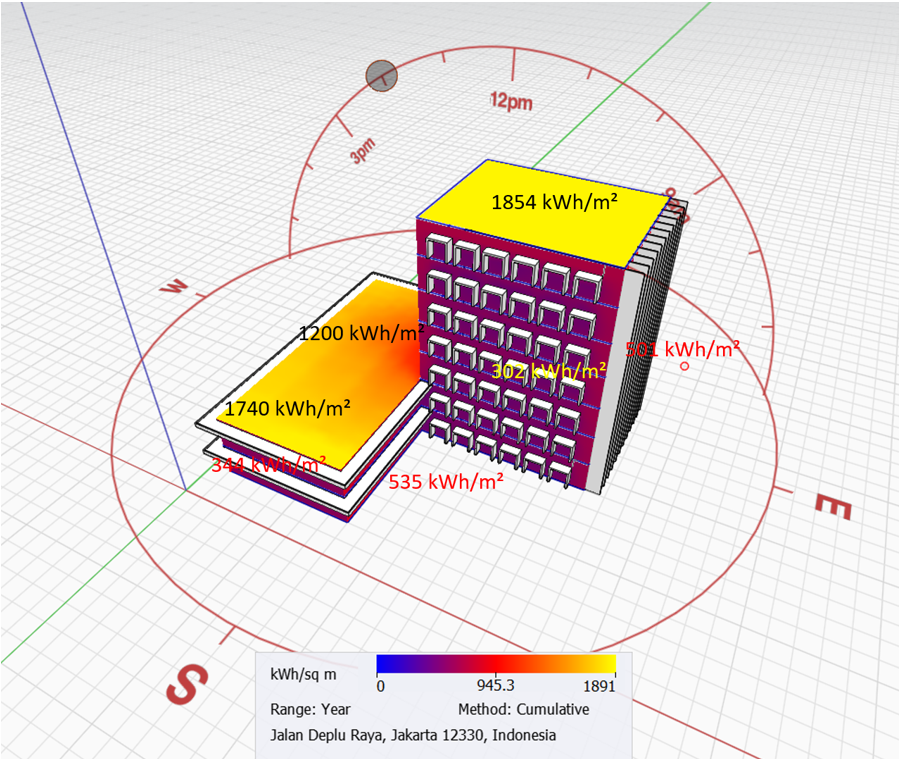 12pm
3pm
1854 kWh/m²
W
1200 kWh/m²
501 kWh/m²
302 kWh/m²
1740 kWh/m²
344 kWh/m²
535 kWh/m²
E
S
kWh/sq m
0 945.3 1891
Range: Year Method: Cumulative
Jalan Deplu Raya, Jakarta 12330, Indonesia